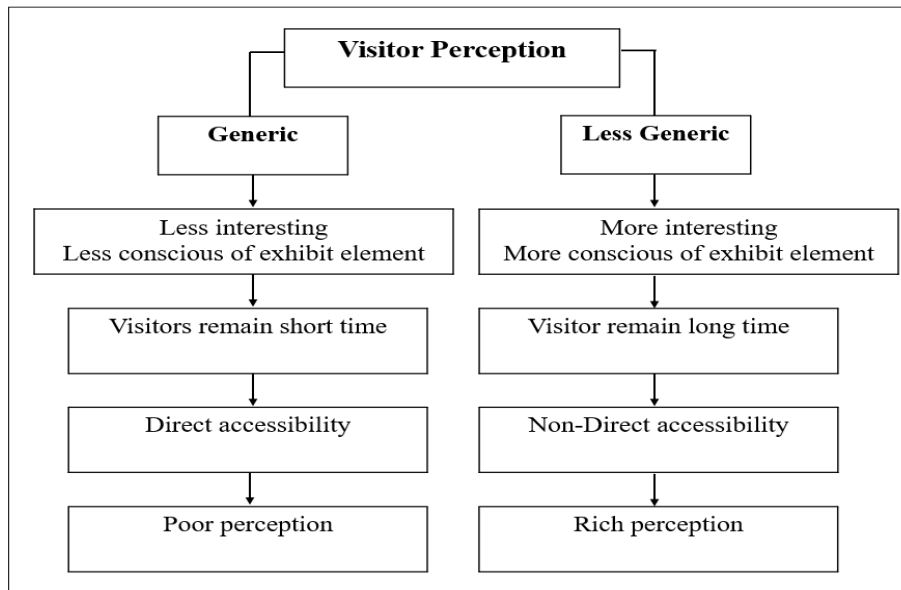 Visitor Perception
Generic
Less Generic
Less interesting
Less conscious of exhibit element
More interesting
More conscious of exhibit element
Visitors remain short time
Visitor remain long time
Direct accessibility
Non-Direct accessibility
Poor perception
Rich perception